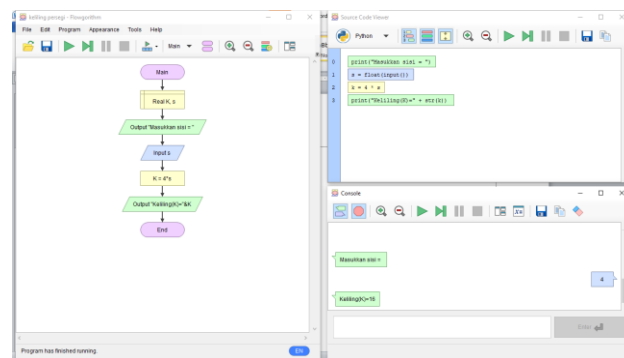 keliling persegi - Flowgorithm
File Edit Program Appearance Tools Help
Main
Main
Real K, s
Output "Masukkan sisi = "
Input s
K = 4*s
Output "Keliling(K)="&K
End
Program has finished running.
EN
Source Code Viewer
Python
0 print("Masukkan sisi = ")
1 s = float(input())
2 k = 4 * s
3 print("Keliling(K)=" + str(k))
Console
Masukkan sisi =
4
Keliling(K)=16
Enter